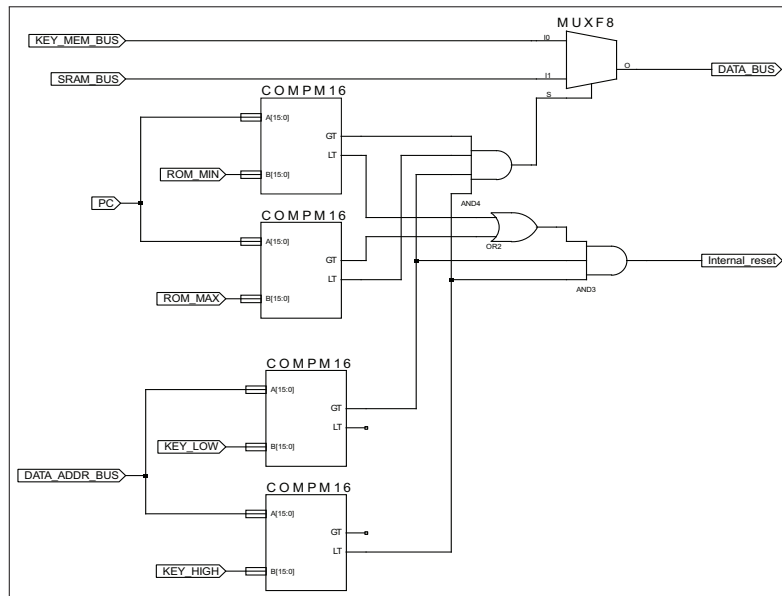 MUXF8
KEY_MEM_BUS
I0
SRAM_BUS
I1
O
DATA_BUS
S
COMPM16
A[15:0]
GT
LT
ROM_MIN
B[15:0]
AND4
PC
COMPM16
A[15:0]
GT
LT
ROM_MAX
B[15:0]
OR2
AND3
Internal_reset
COMPM16
A[15:0]
GT
LT
KEY_LOW
B[15:0]
DATA_ADDR_BUS
COMPM16
A[15:0]
GT
LT
KEY_HIGH
B[15:0]